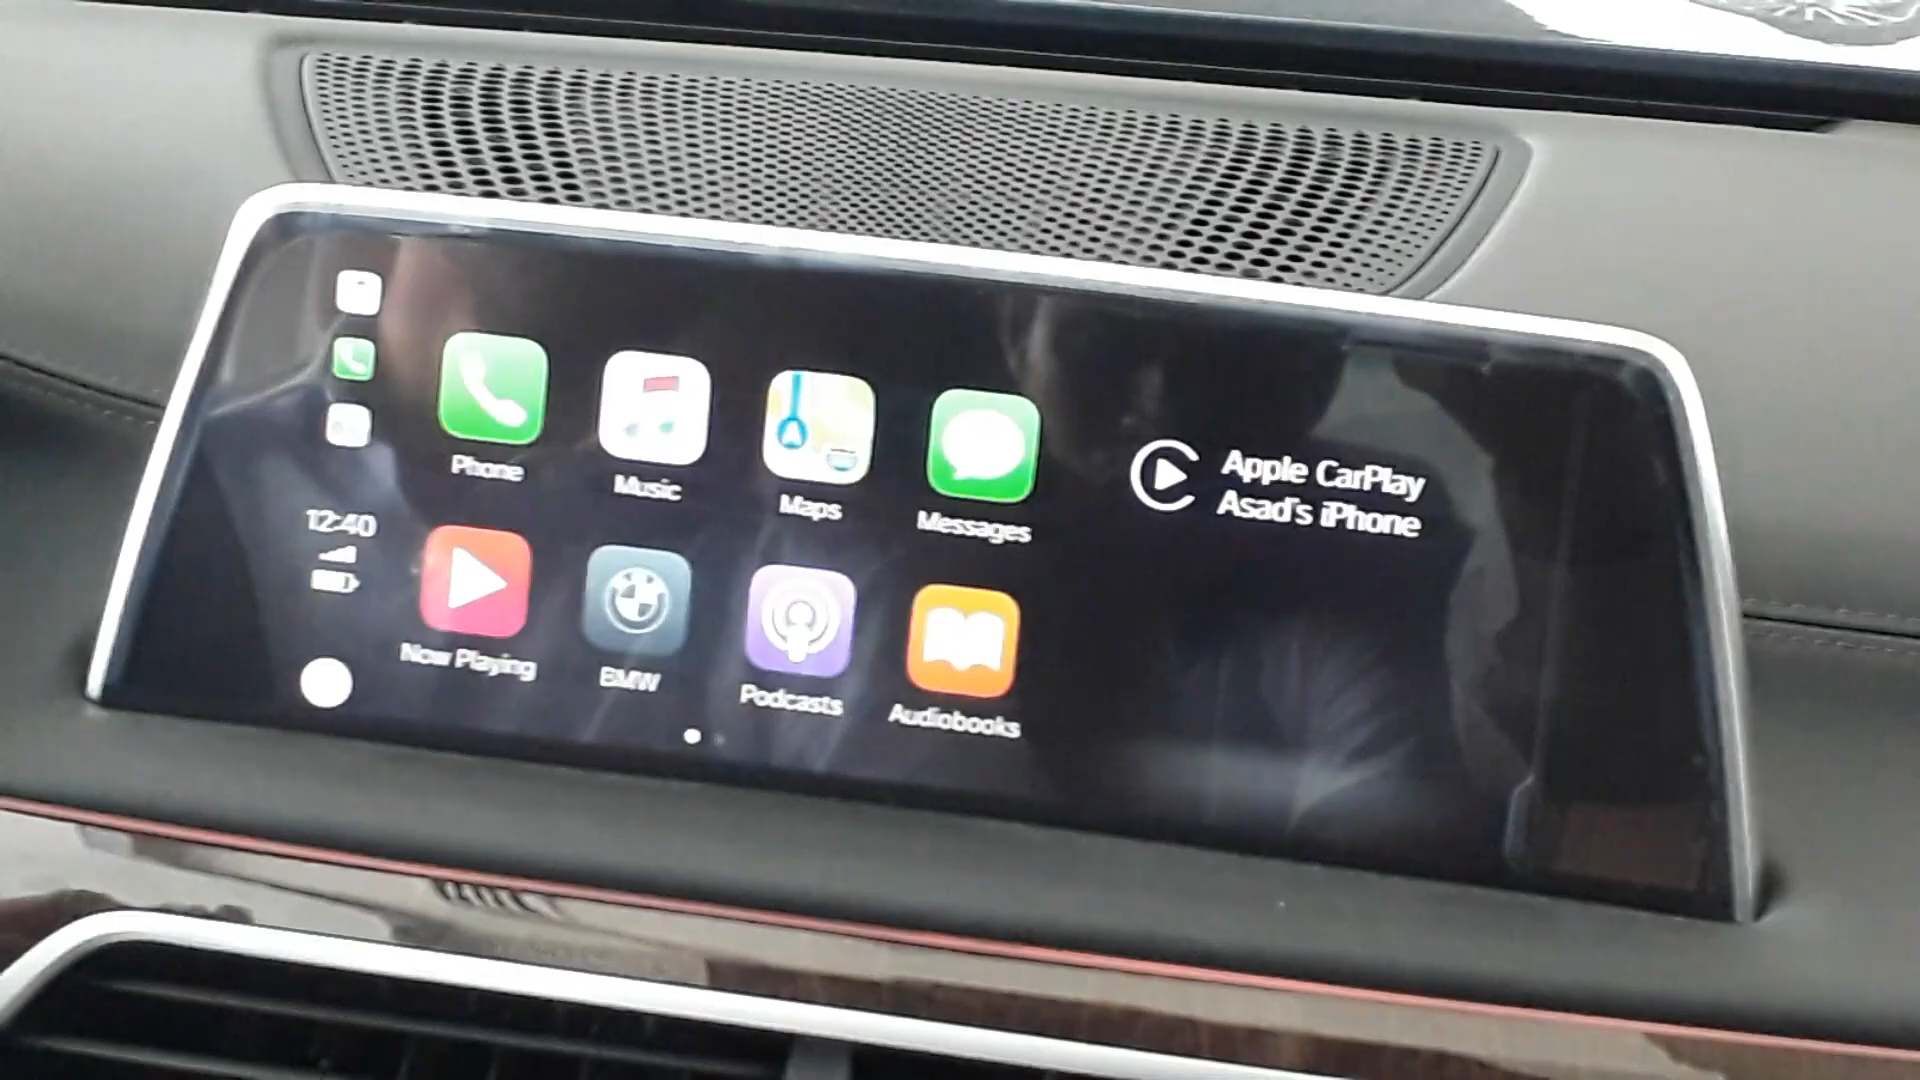 Phone
Music
Maps
Messages
Apple CarPlay
Asad's iPhone
12:40
Now Playing
BMW
Podcasts
Audiobooks